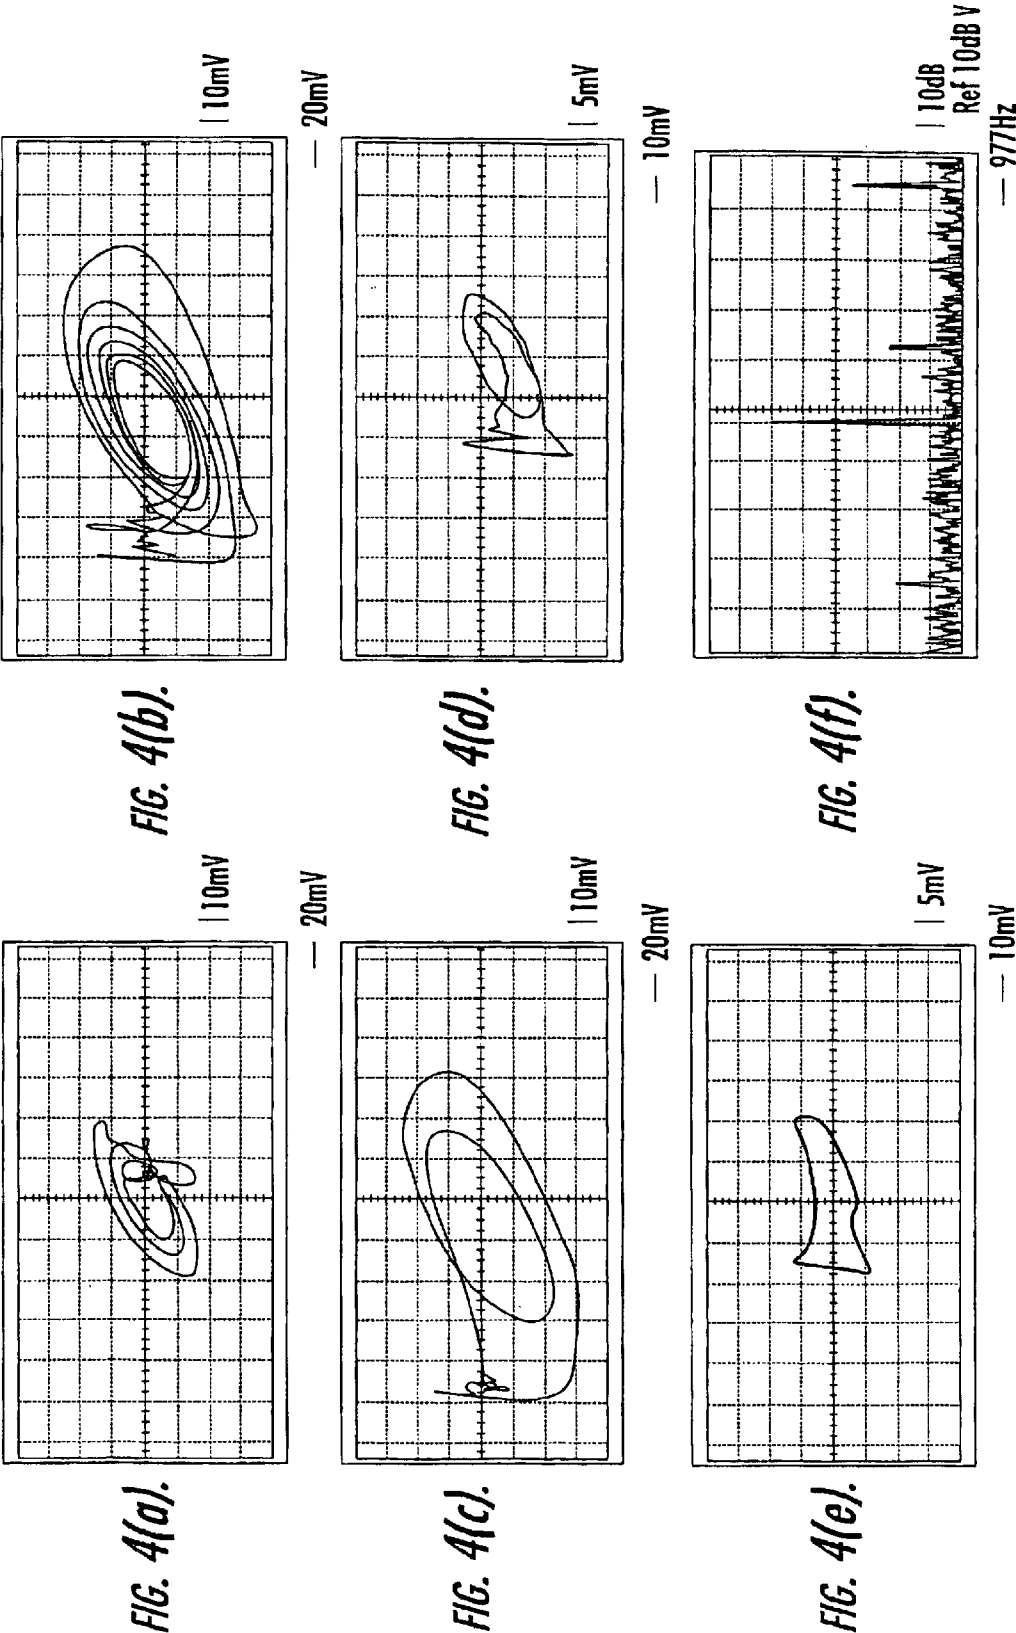 FIG. 4(a).
| 10mV
— 20mV
FIG. 4(b).
| 10mV
— 20mV
FIG. 4(c).
| 10mV
— 20mV
FIG. 4(d).
| 5mV
— 10mV
FIG. 4(e).
| 5mV
— 10mV
FIG. 4(f).
| 10dB
Ref 10dB V
— 977Hz